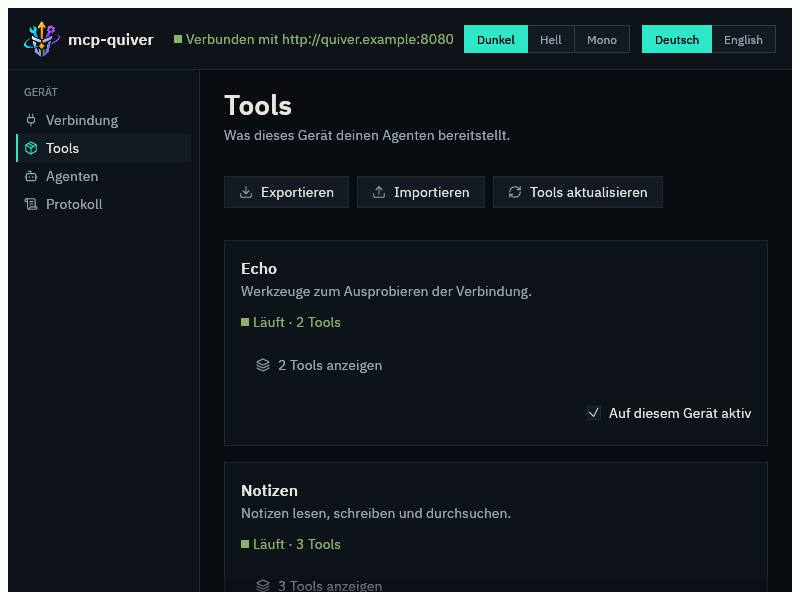 mcp-quiver
Verbunden mit http://quiver.example:8080
Dunkel
Hell
Mono
Deutsch
English
GERÄT
Verbindung
Tools
Agenten
Protokoll
Tools
Was dieses Gerät deinen Agenten bereitstellt.
Exportieren
Importieren
Tools aktualisieren
Echo
Werkzeuge zum Ausprobieren der Verbindung.
Läuft · 2 Tools
2 Tools anzeigen
Auf diesem Gerät aktiv
Notizen
Notizen lesen, schreiben und durchsuchen.
Läuft · 3 Tools
3 Tools anzeigen